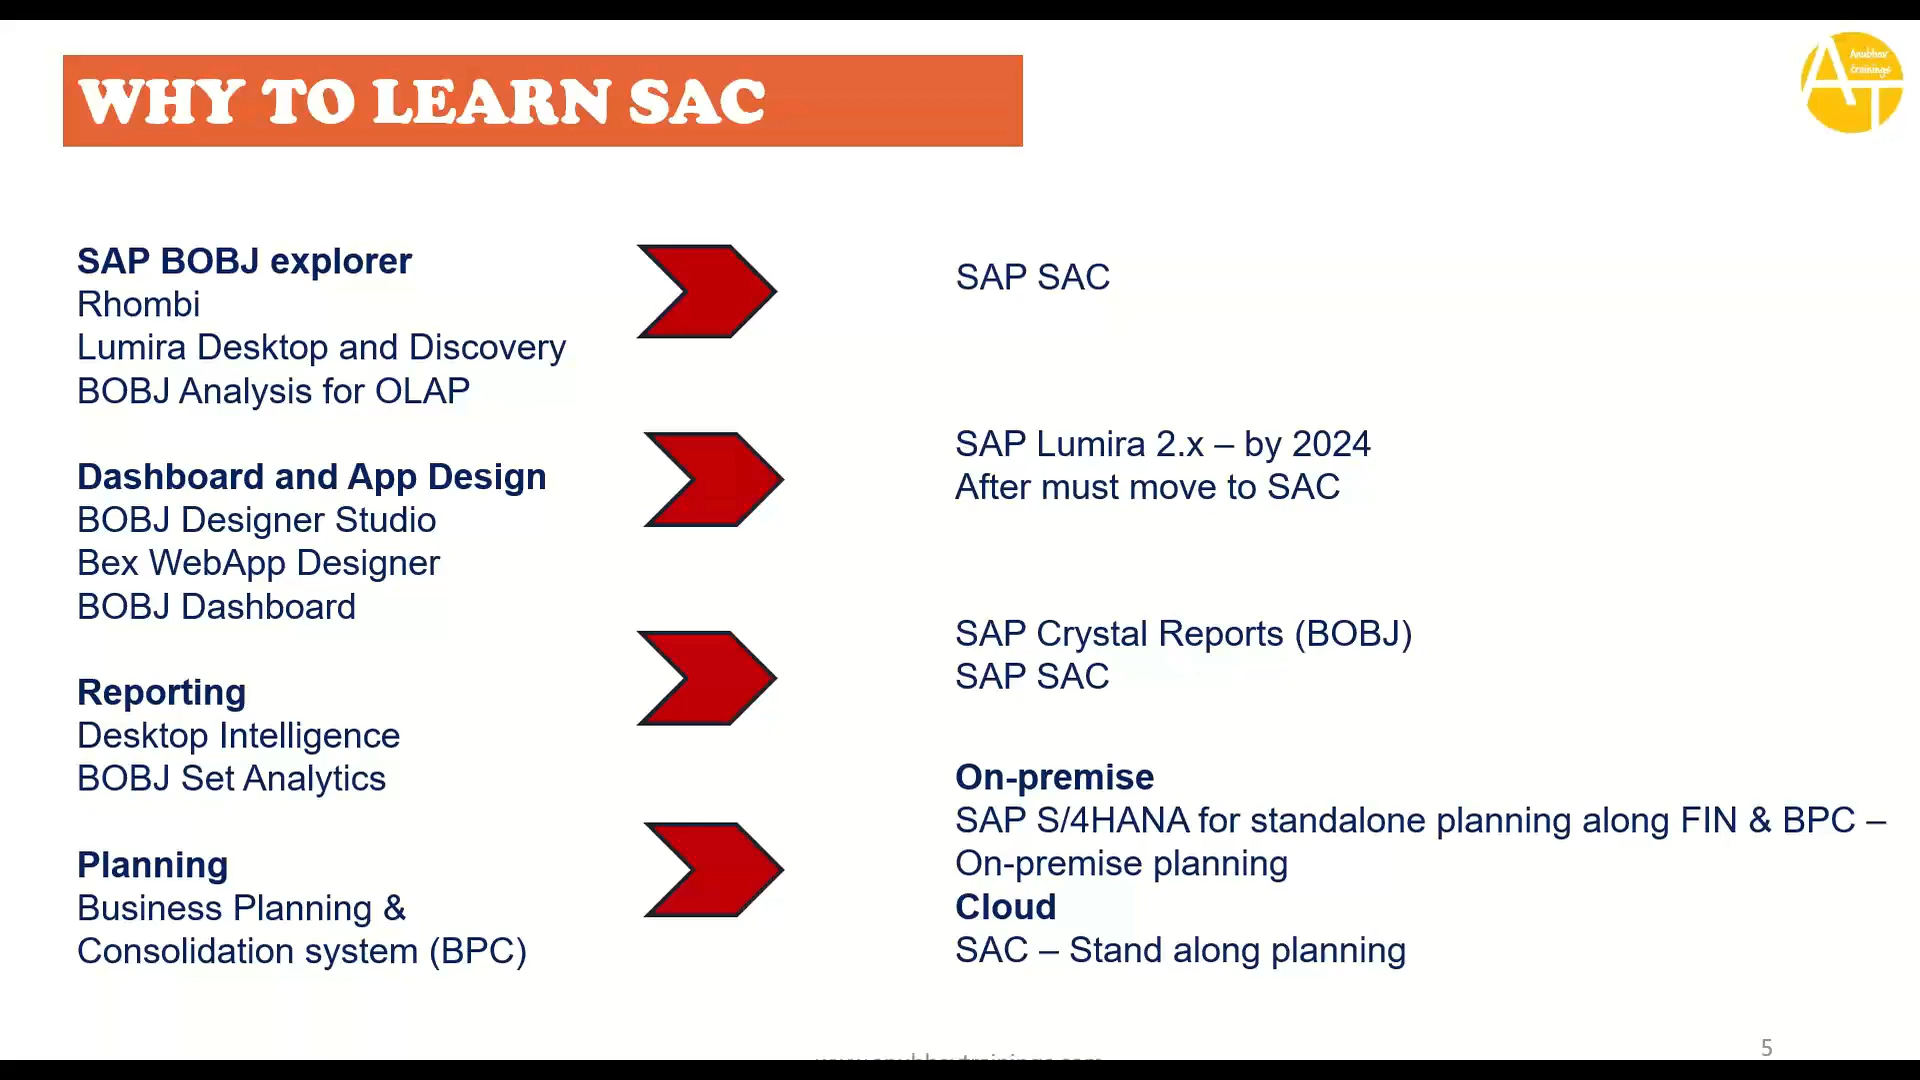 WHY TO LEARN SAC
Anubhav
trainings
AT
SAP BOBJ explorer
Rhombi
Lumira Desktop and Discovery
BOBJ Analysis for OLAP
SAP SAC
Dashboard and App Design
BOBJ Designer Studio
Bex WebApp Designer
BOBJ Dashboard
SAP Lumira 2.x – by 2024
After must move to SAC
Reporting
Desktop Intelligence
BOBJ Set Analytics
SAP Crystal Reports (BOBJ)
SAP SAC
Planning
Business Planning &
Consolidation system (BPC)
On-premise
SAP S/4HANA for standalone planning along FIN & BPC –
On-premise planning
Cloud
SAC – Stand along planning
5